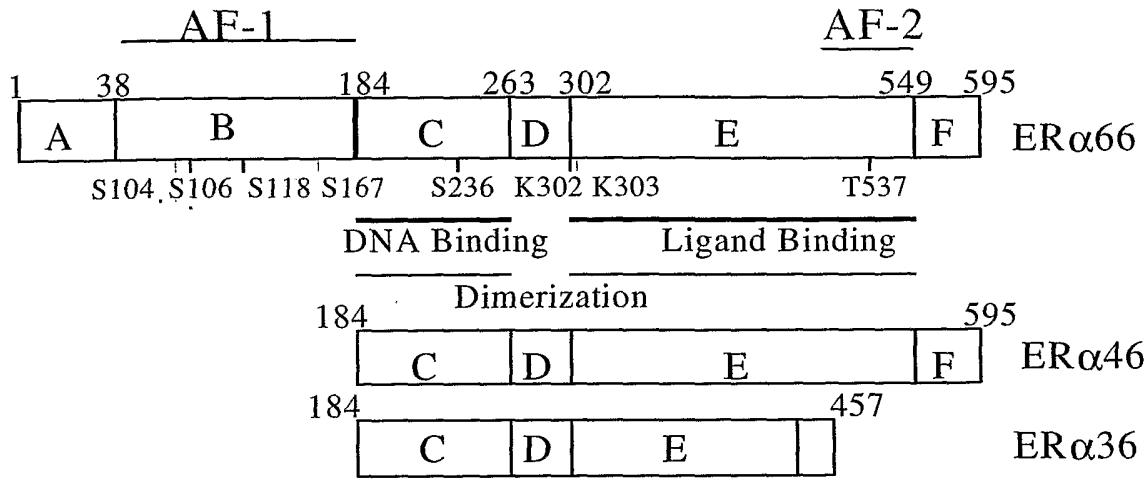 AF-1 AF-2
1 38 184 263 302 549 595
A B C D E F ERα66
S104 S106 S118 S167 S236 K302 K303 T537
DNA Binding Ligand Binding
Dimerization
184 595
C D E F ERα46
184 457
C D E ERα36